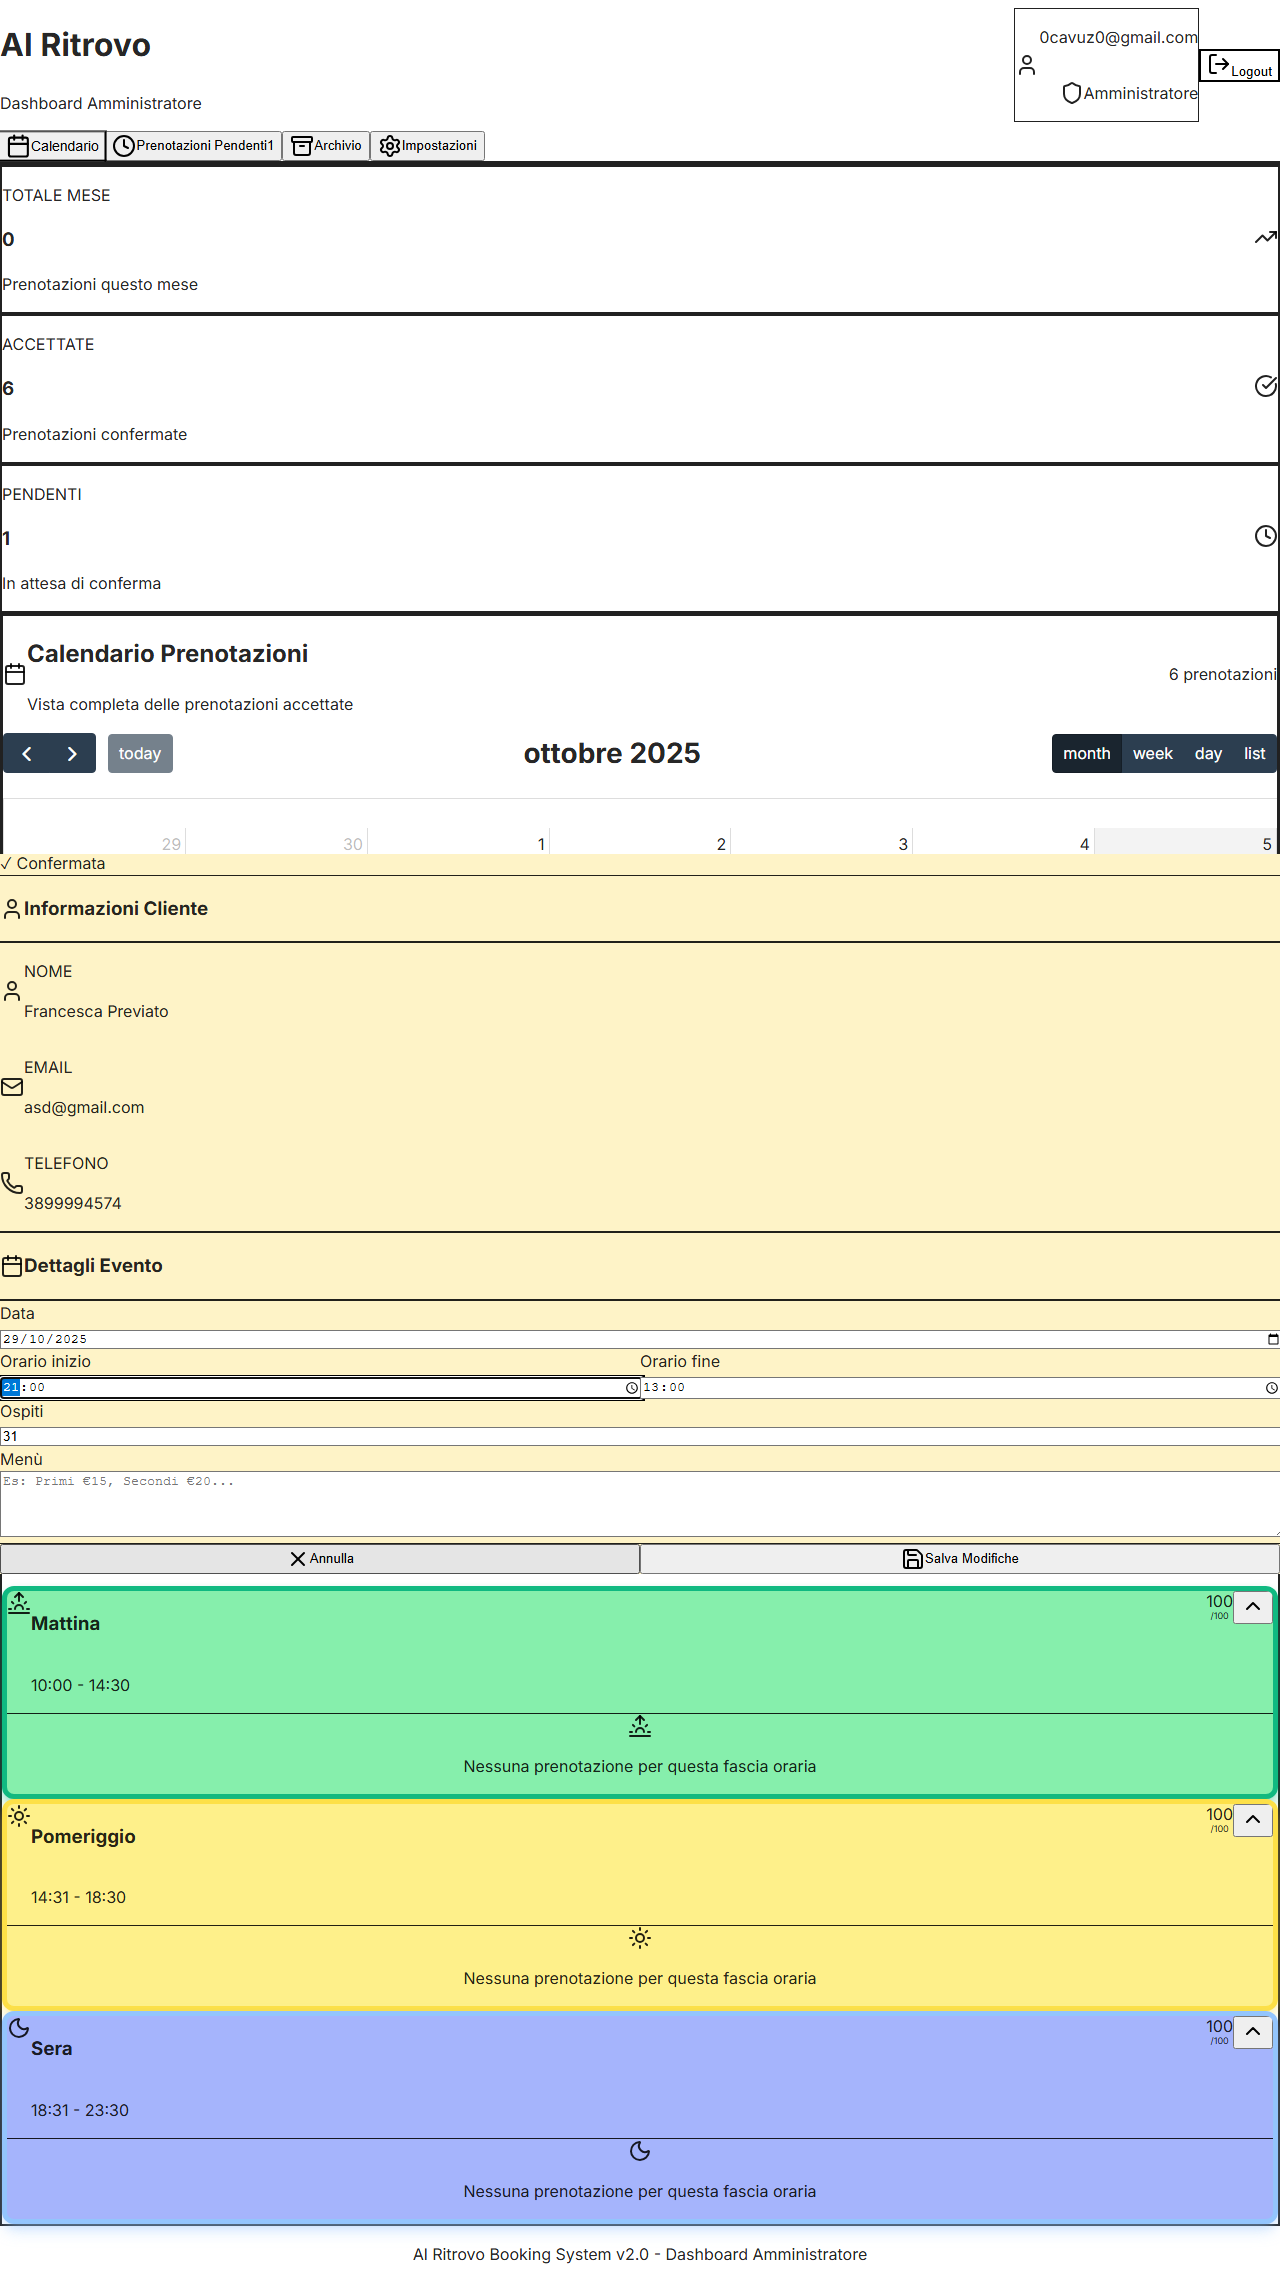 Al Ritrovo
Dashboard Amministratore
0cavuz0@gmail.com
Amministratore
Logout
Calendario
Prenotazioni Pendenti1
Archivio
Impostazioni
TOTALE MESE
0
Prenotazioni questo mese
ACCETTATE
6
Prenotazioni confermate
PENDENTI
1
In attesa di conferma
Calendario Prenotazioni
Vista completa delle prenotazioni accettate
6 prenotazioni
today
ottobre 2025
month week day list
29 30 1 2 3 4 5
✓ Confermata
Informazioni Cliente
NOME
Francesca Previato
EMAIL
asd@gmail.com
TELEFONO
3899994574
Dettagli Evento
Data
29/10/2025
Orario inizio Orario fine
21:00 13:00
Ospiti
31
Menù
Es: Primi €15, Secondi €20...
Annulla Salva Modifiche
Mattina
100
/100
10:00 - 14:30
Nessuna prenotazione per questa fascia oraria
Pomeriggio
100
/100
14:31 - 18:30
Nessuna prenotazione per questa fascia oraria
Sera
100
/100
18:31 - 23:30
Nessuna prenotazione per questa fascia oraria
Al Ritrovo Booking System v2.0 - Dashboard Amministratore